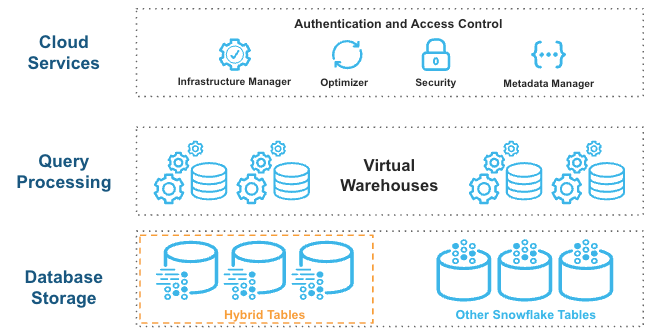 Cloud
Services
Authentication and Access Control
Infrastructure Manager
Optimizer
Security
Metadata Manager
Query
Processing
Virtual
Warehouses
Database
Storage
Hybrid Tables
Other Snowflake Tables